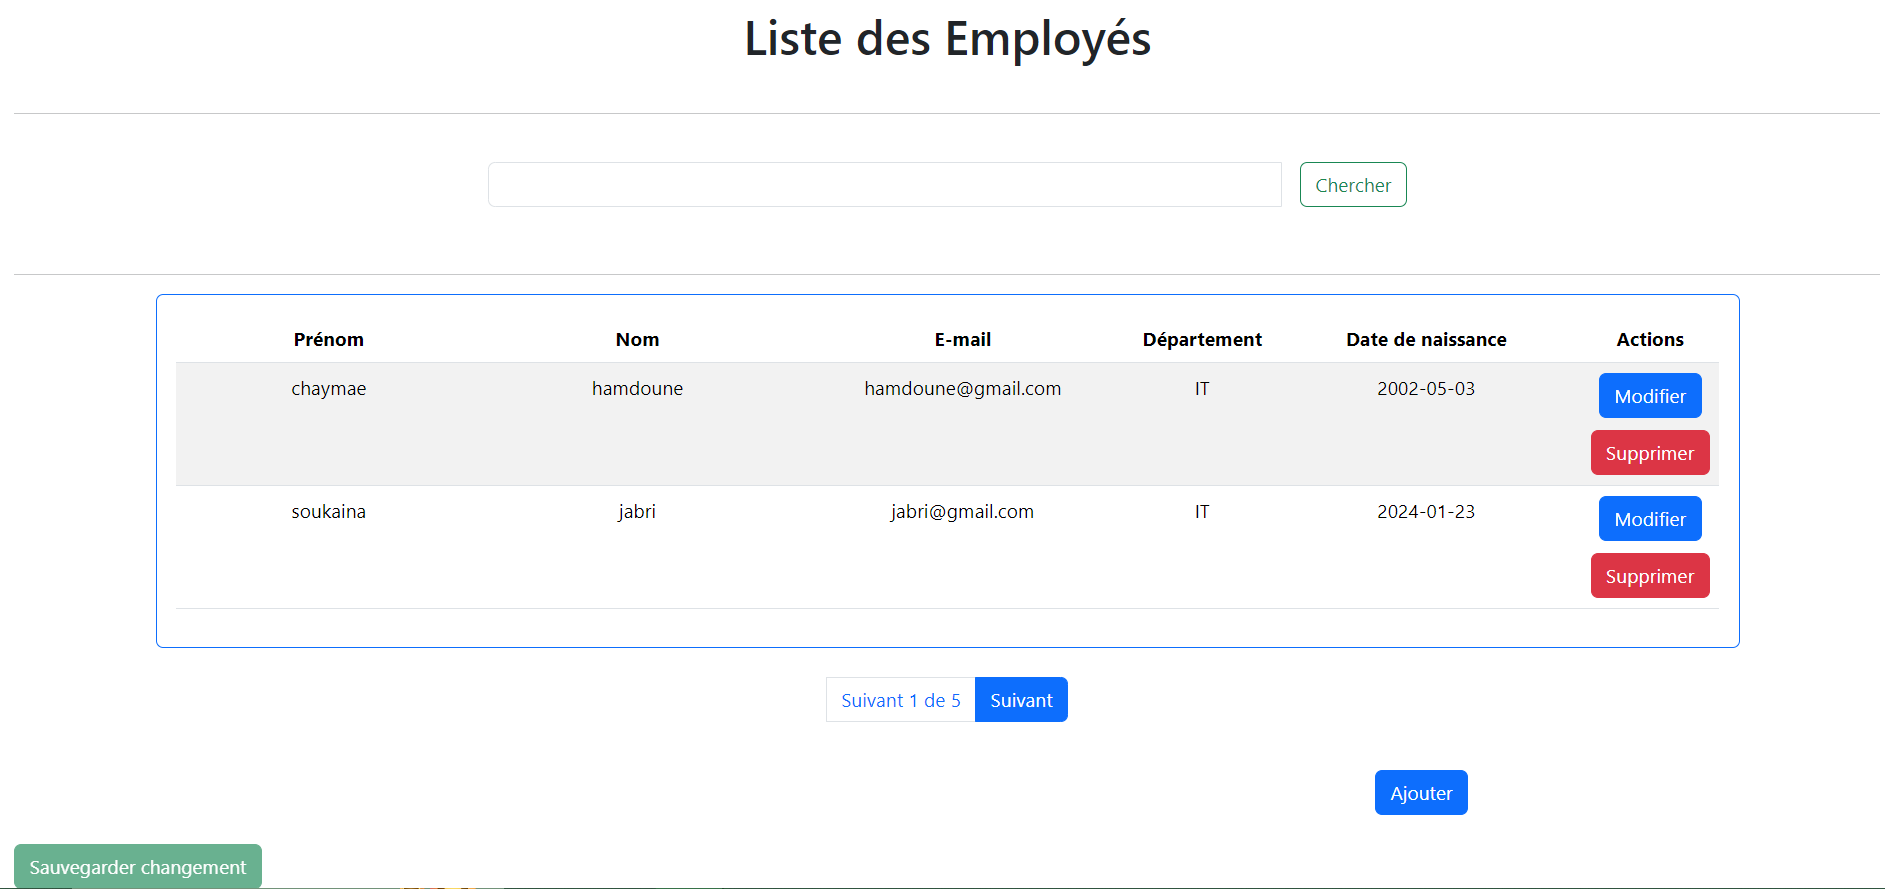 Liste des Employés
Chercher
Prénom Nom E-mail Département Date de naissance Actions
chaymae hamdoune hamdoune@gmail.com IT 2002-05-03 Modifier
Supprimer
soukaina jabri jabri@gmail.com IT 2024-01-23 Modifier
Supprimer
Suivant 1 de 5 Suivant
Ajouter
Sauvegarder changement